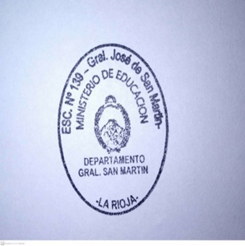 ESC. Nº 139 - Gral. José de San Martín-
MINISTERIO DE EDUCACION
DEPARTAMENTO
GRAL. SAN MARTIN
-LA RIOJA-